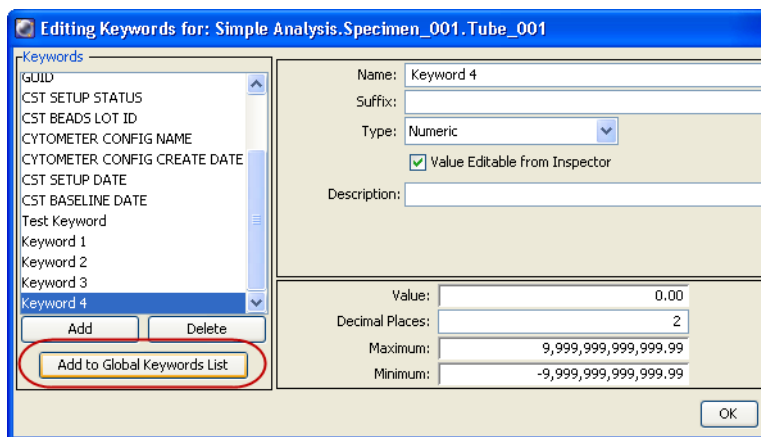 Editing Keywords for: Simple Analysis.Specimen_001.Tube_001
Keywords
GUID
CST SETUP STATUS
CST BEADS LOT ID
CYTOMETER CONFIG NAME
CYTOMETER CONFIG CREATE DATE
CST SETUP DATE
CST BASELINE DATE
Test Keyword
Keyword 1
Keyword 2
Keyword 3
Keyword 4
Add Delete
Add to Global Keywords List
Name: Keyword 4
Suffix:
Type: Numeric
Value Editable from Inspector
Description:
Value: 0.00
Decimal Places: 2
Maximum: 9,999,999,999,999.99
Minimum: -9,999,999,999,999.99
OK